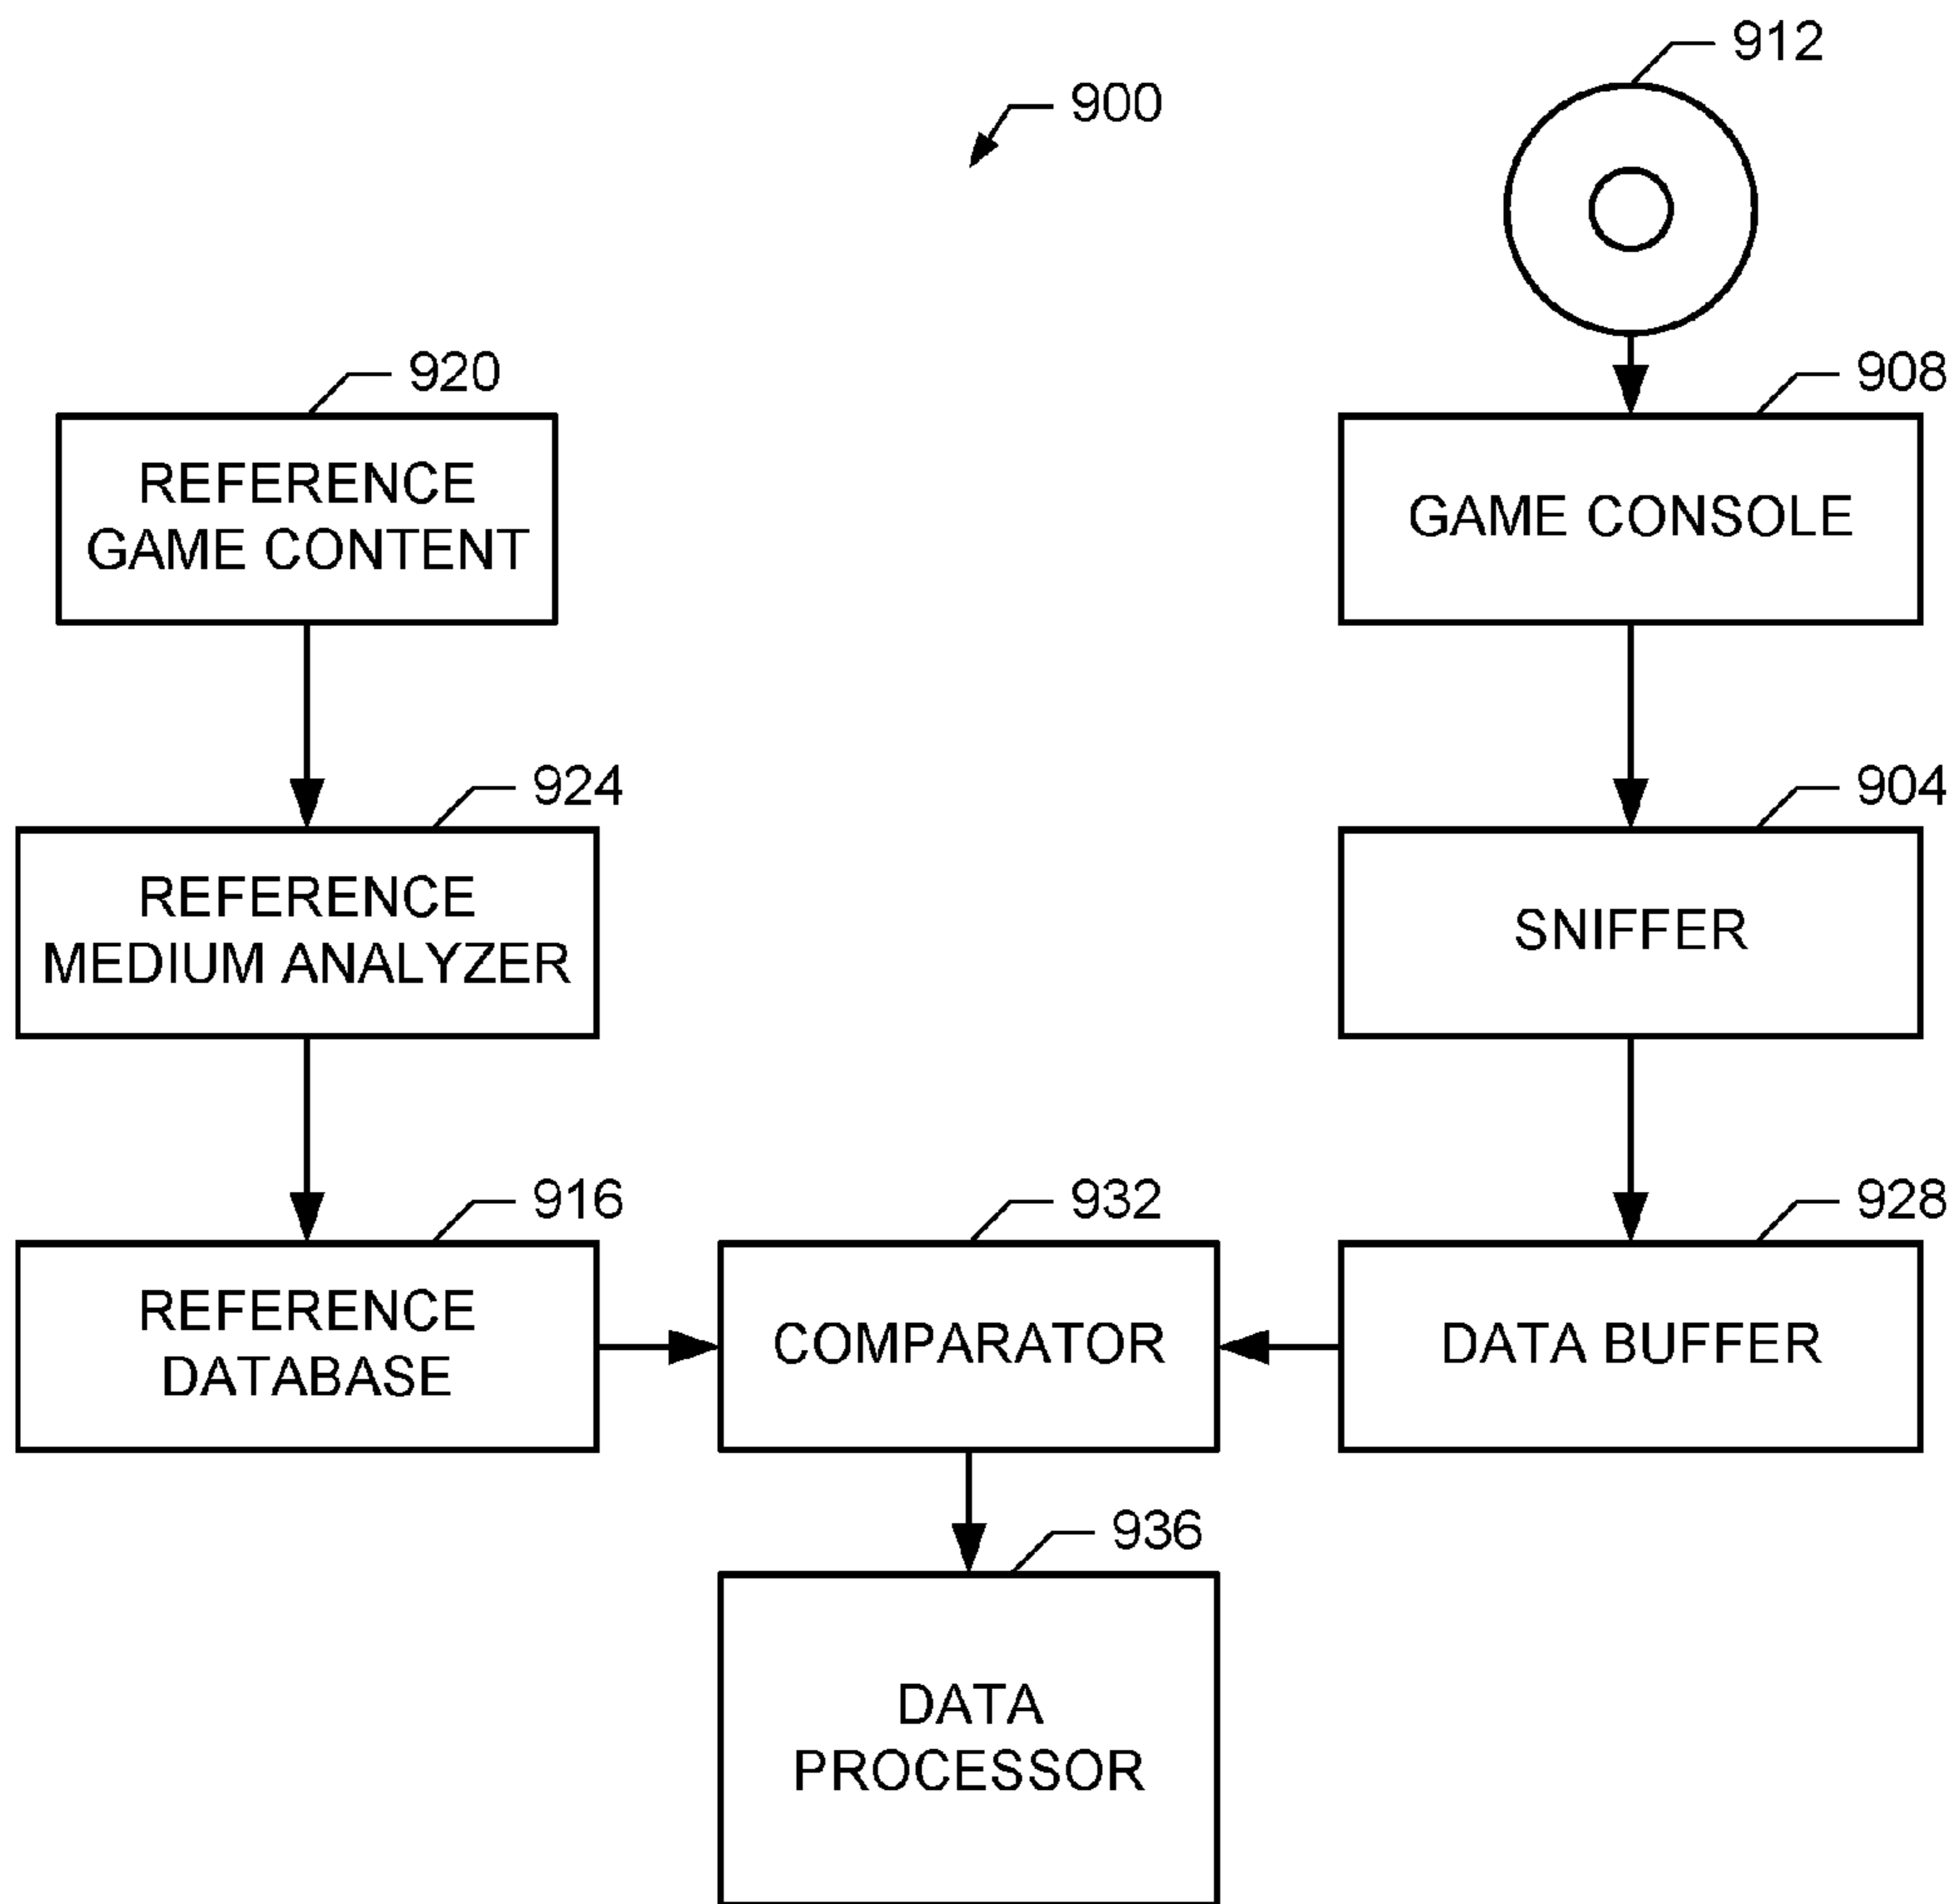 912
900
920
908
REFERENCE
GAME CONTENT
GAME CONSOLE
924
904
REFERENCE
MEDIUM ANALYZER
SNIFFER
916
932
928
REFERENCE
DATABASE
COMPARATOR
DATA BUFFER
936
DATA
PROCESSOR